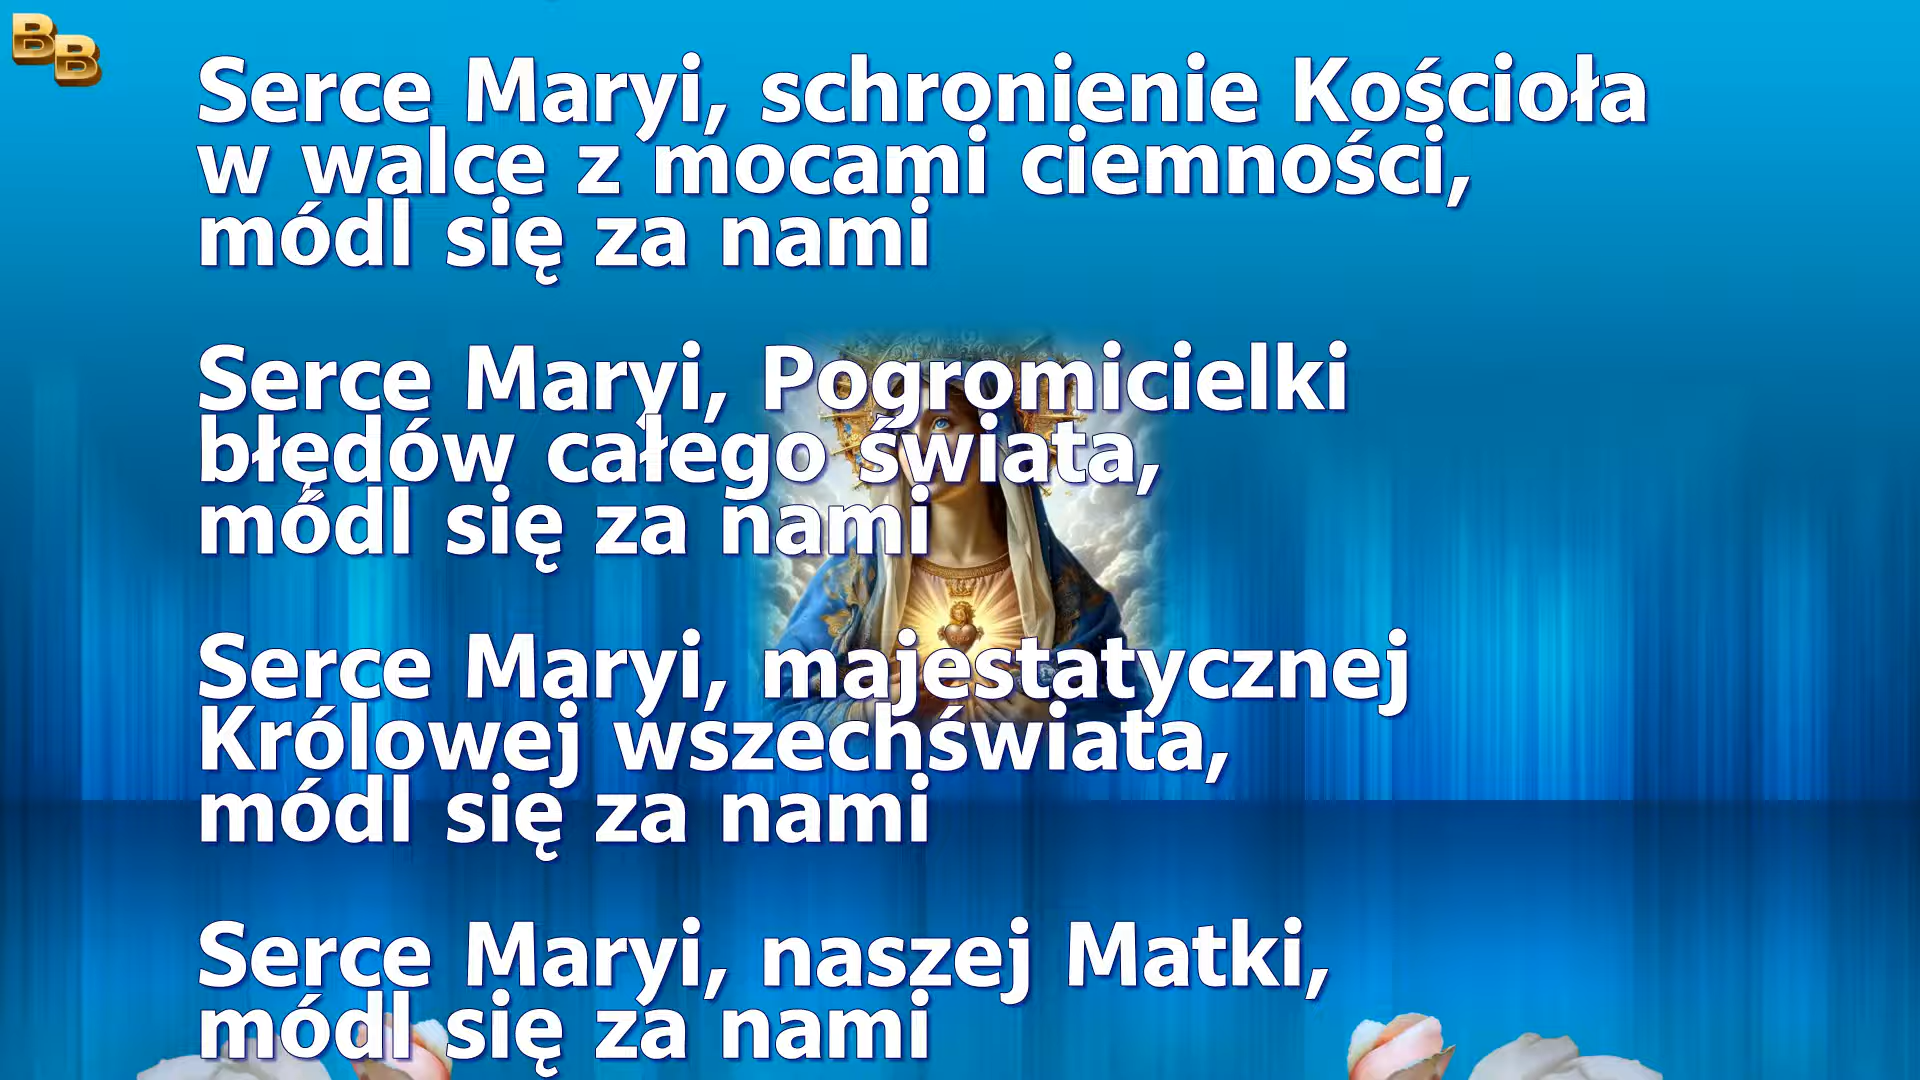 BB
Serce Maryi, schronienie Kościoła
w walce z mocami ciemności,
módl się za nami
Serce Maryi, Pogromicielki
błędów całego świata,
módl się za nami
Serce Maryi, majestatycznej
Królowej wszechświata,
módl się za nami
Serce Maryi, naszej Matki,
módl się za nami